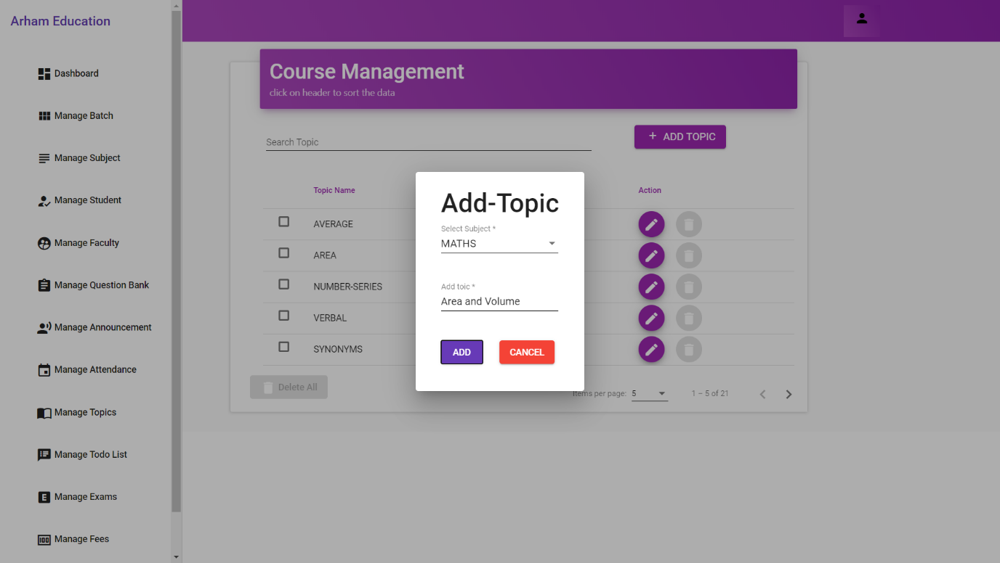 Arham Education
Dashboard
Manage Batch
Manage Subject
Manage Student
Manage Faculty
Manage Question Bank
Manage Announcement
Manage Attendance
Manage Topics
Manage Todo List
E Manage Exams
100 Manage Fees
Course Management
click on header to sort the data
Search Topic
+ ADD TOPIC
Topic Name Action
AVERAGE
AREA
NUMBER-SERIES
VERBAL
SYNONYMS
Delete All
Items per page: 5 1 – 5 of 21
Add-Topic
Select Subject *
MATHS
Add toic *
Area and Volume
ADD CANCEL